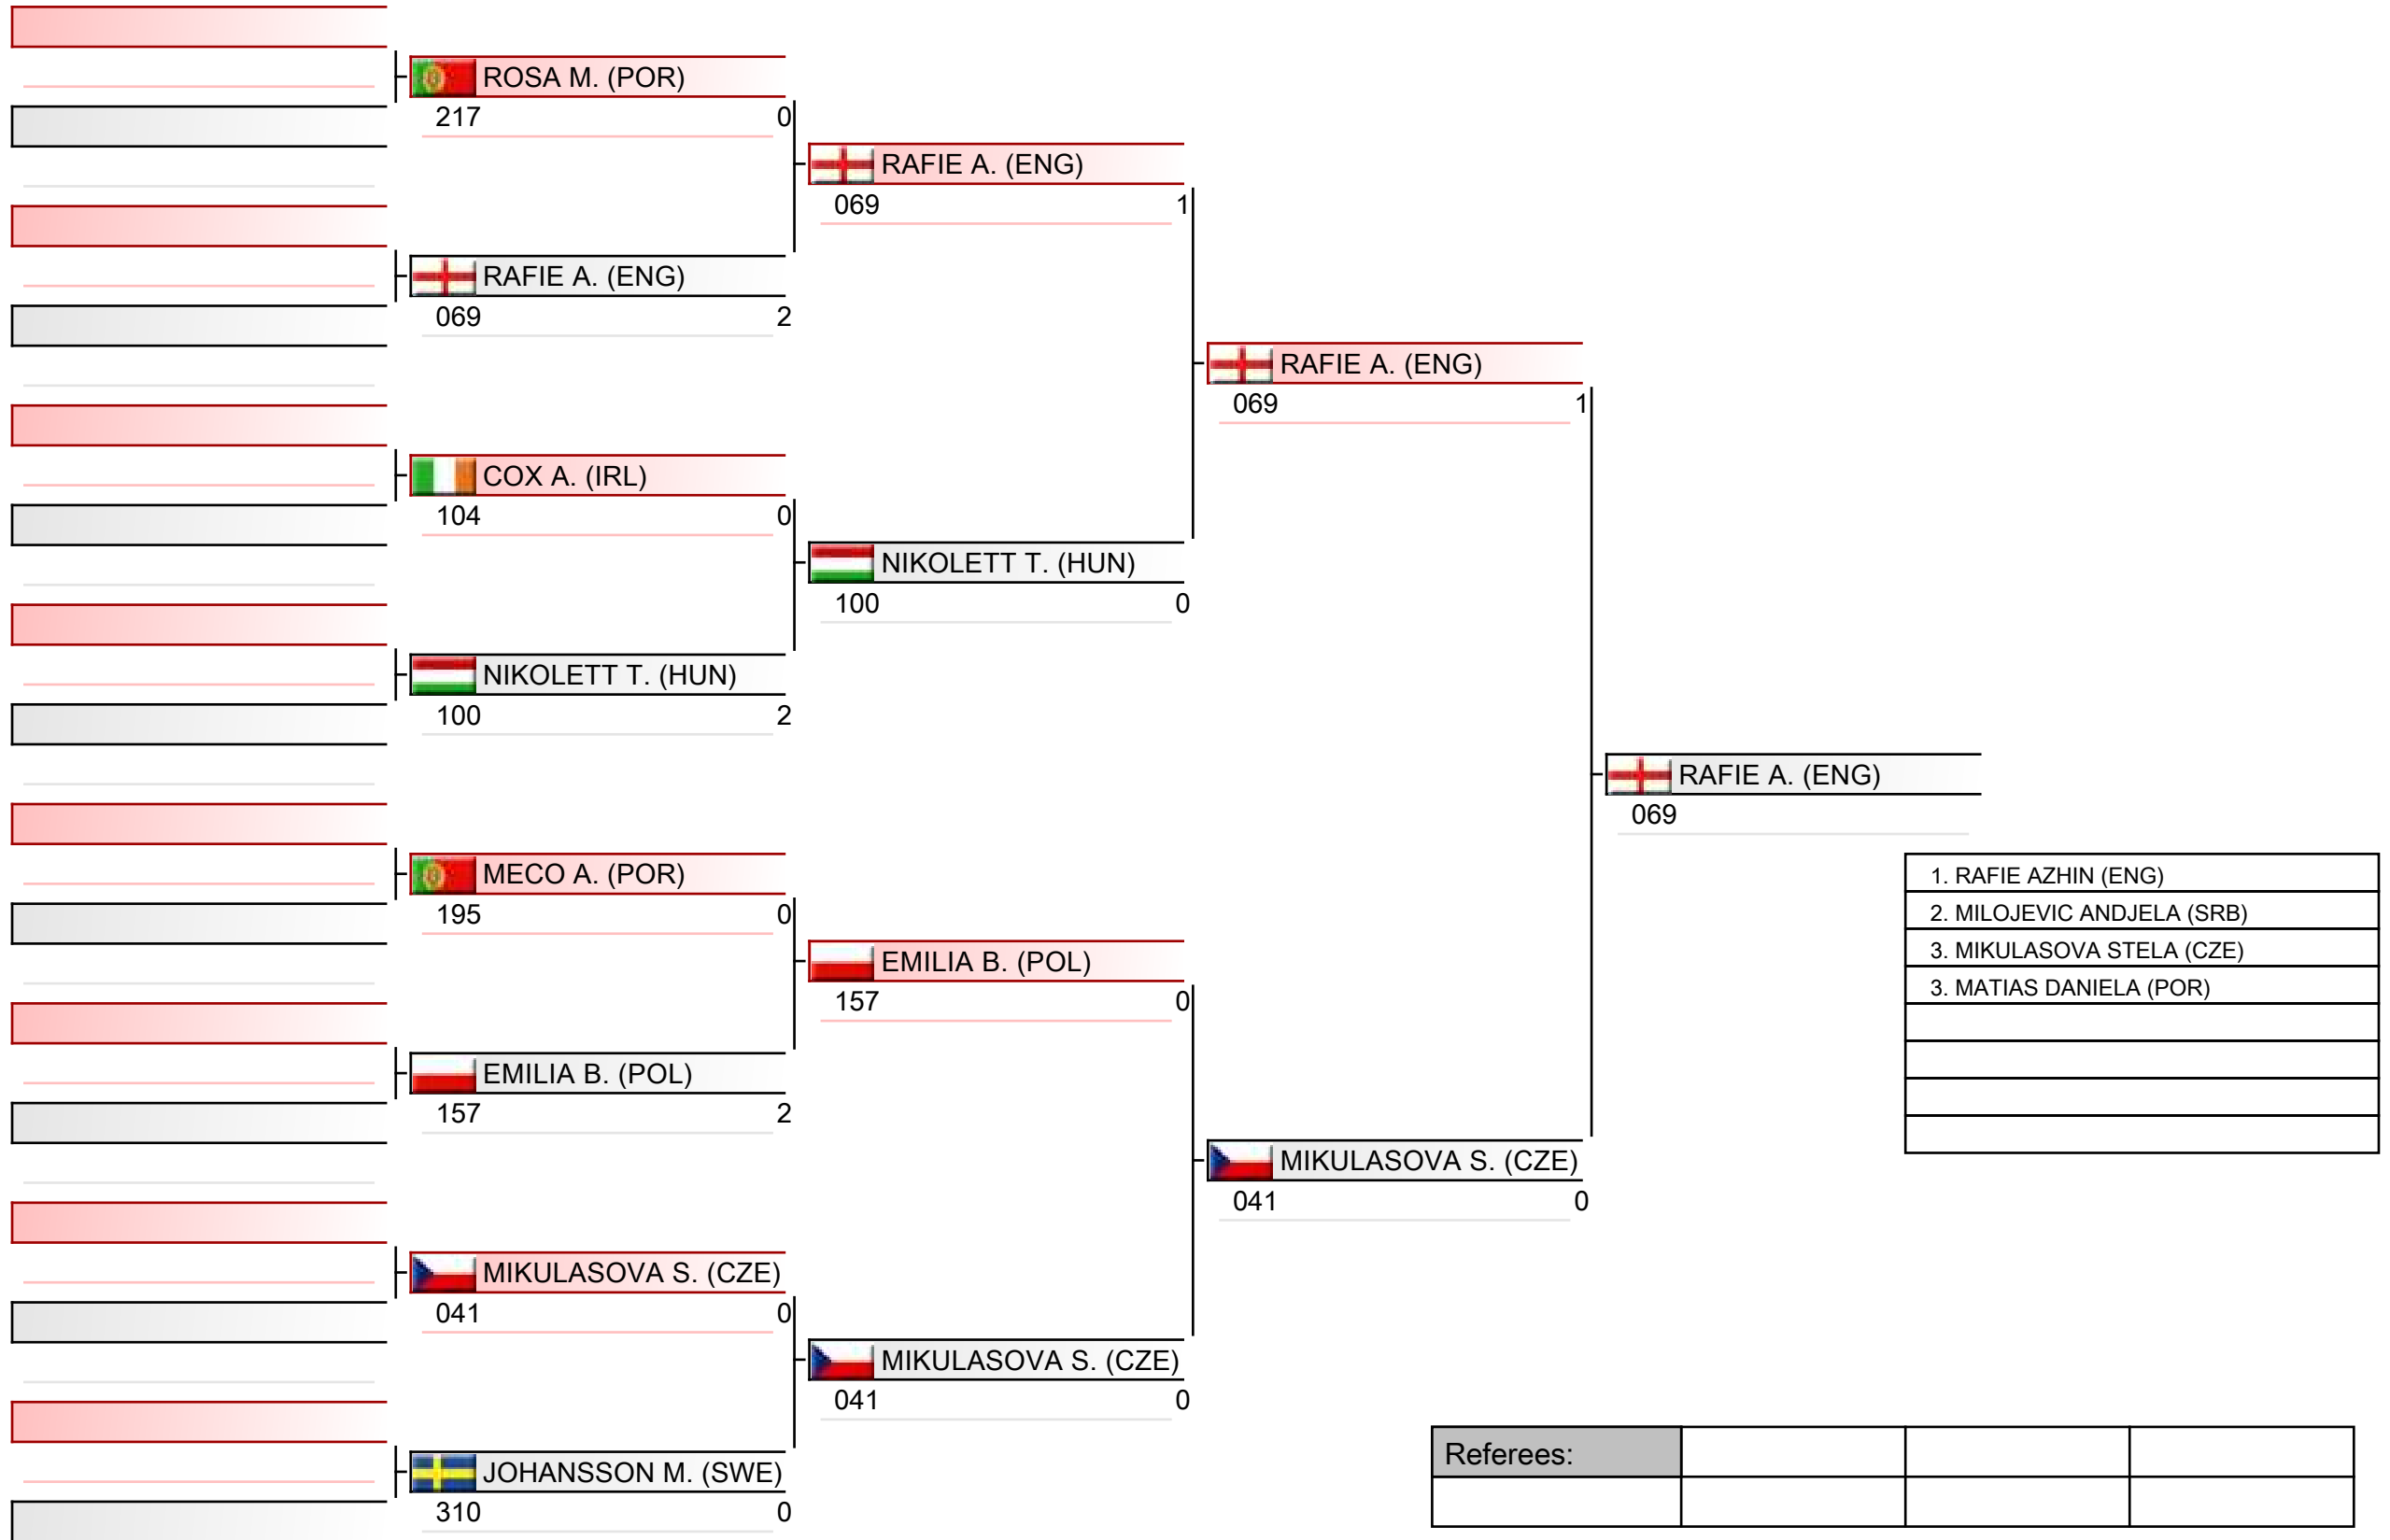 ROSA M. (POR)
217 0
RAFIE A. (ENG)
069 2
COX A. (IRL)
104 0
NIKOLETT T. (HUN)
100 2
MECO A. (POR)
195 0
EMILIA B. (POL)
157 2
MIKULASOVA S. (CZE)
041 0
JOHANSSON M. (SWE)
310 0
RAFIE A. (ENG)
069 1
NIKOLETT T. (HUN)
100 0
EMILIA B. (POL)
157 0
MIKULASOVA S. (CZE)
041 0
RAFIE A. (ENG)
069 1
MIKULASOVA S. (CZE)
041 0
RAFIE A. (ENG)
069
1. RAFIE AZHIN (ENG)
2. MILOJEVIC ANDJELA (SRB)
3. MIKULASOVA STELA (CZE)
3. MATIAS DANIELA (POR)
Referees: